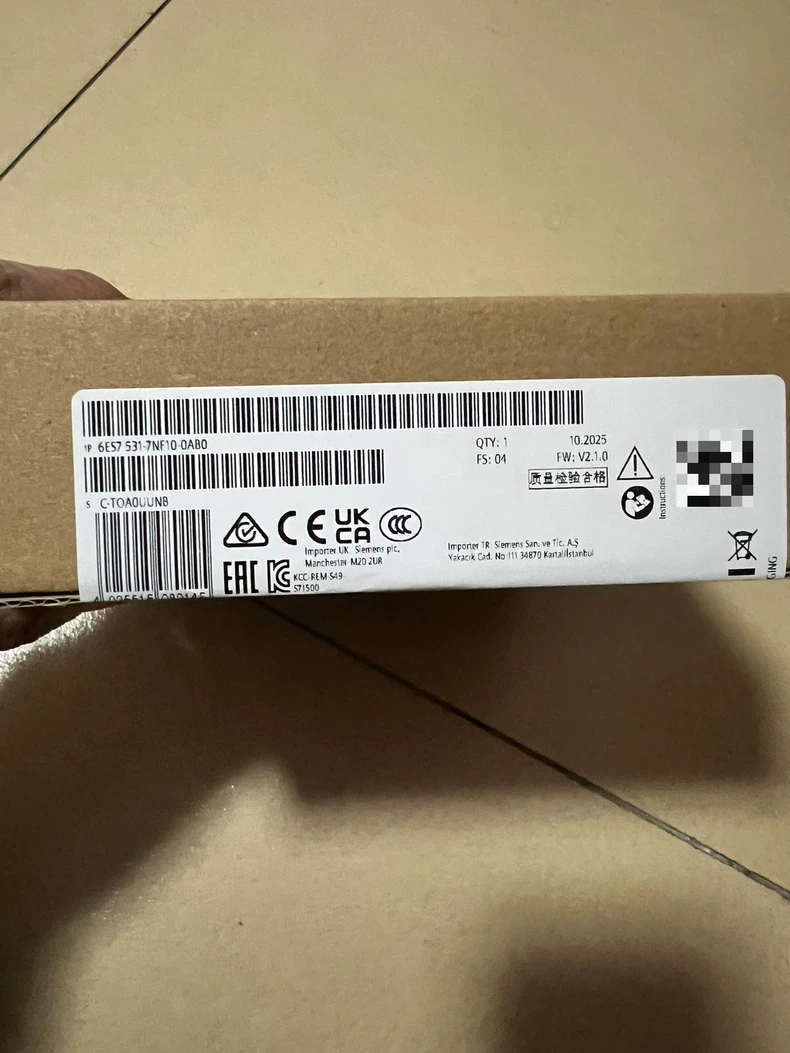 1P 6ES7 531-7NF10-0AB0
QTY: 1
10.2025
FS: 04
FW: V2.1.0
质量检验合格
S C-TOA0UUNB
Instructions
CE
UK
CA
CCC
Importer UK. Siemens plc,
Manchester M20 2UR
Importer TR. Siemens San. ve Tic. A.Ş
Yakacık Cad. No:111 34870 Kartal/İstanbul
EAC
KCC-REM-S49-
S71500